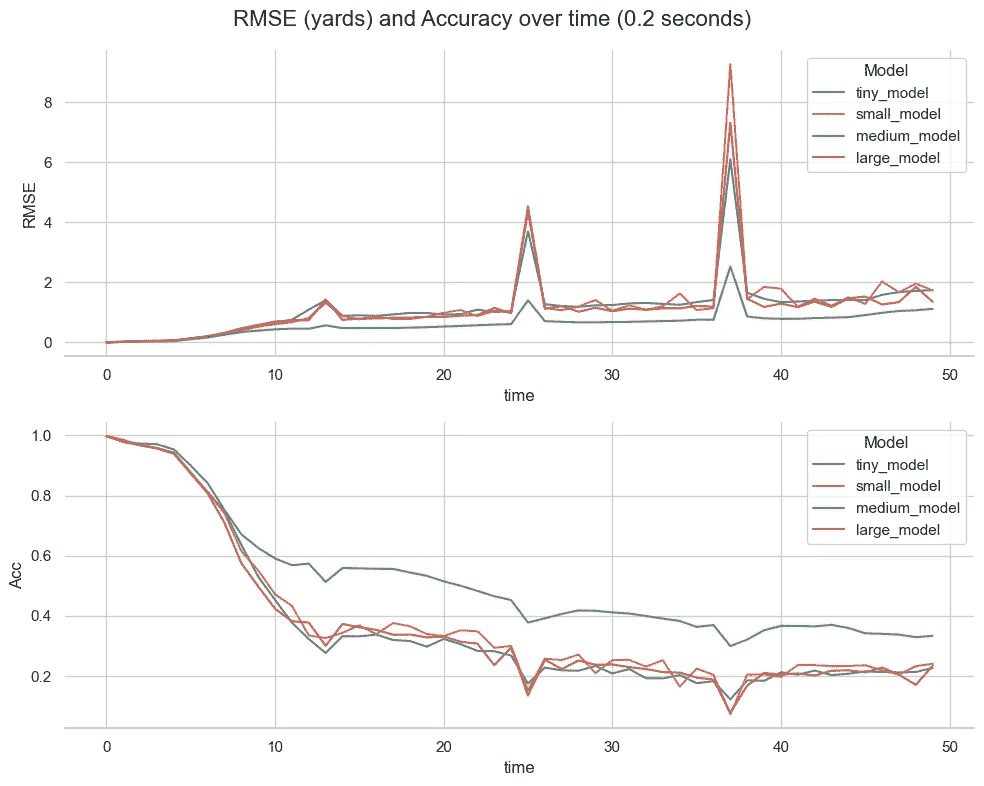 RMSE (yards) and Accuracy over time (0.2 seconds)
RMSE
8
6
4
2
0
0 10 20 30 40 50
time
Model
tiny_model
small_model
medium_model
large_model
Acc
1.0
0.8
0.6
0.4
0.2
0 10 20 30 40 50
time
Model
tiny_model
small_model
medium_model
large_model